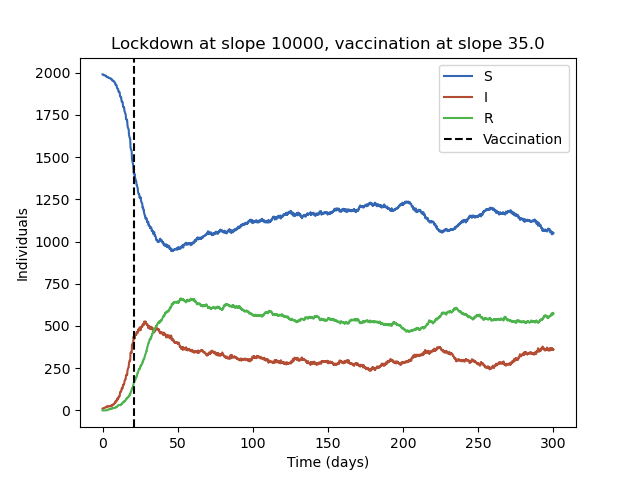 Lockdown at slope 10000, vaccination at slope 35.0
S
I
R
Vaccination
Individuals
2000
1750
1500
1250
1000
750
500
250
0
0 50 100 150 200 250 300
Time (days)